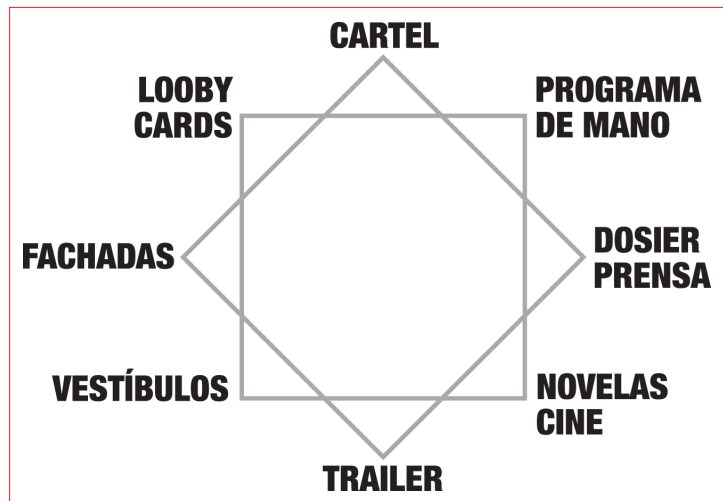 CARTEL
LOOBY
CARDS
PROGRAMA
DE MANO
FACHADAS
DOSIER
PRENSA
VESTÍBULOS
NOVELAS
CINE
TRAILER